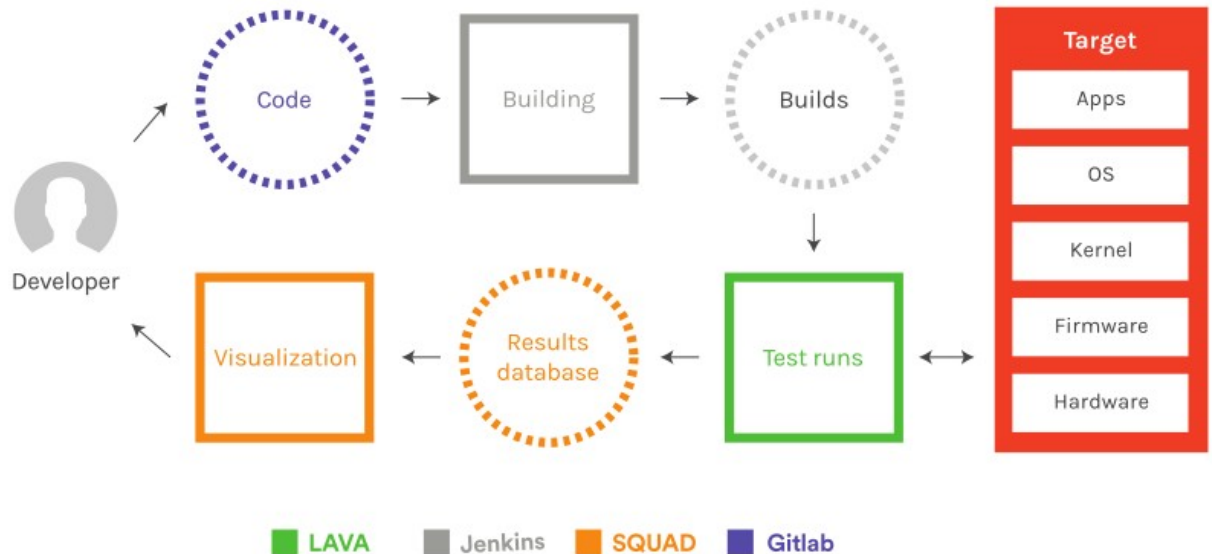 Code
Building
Builds
Target
Apps
OS
Kernel
Firmware
Hardware
Developer
Visualization
Results
database
Test runs
LAVA
Jenkins
SQUAD
Gitlab